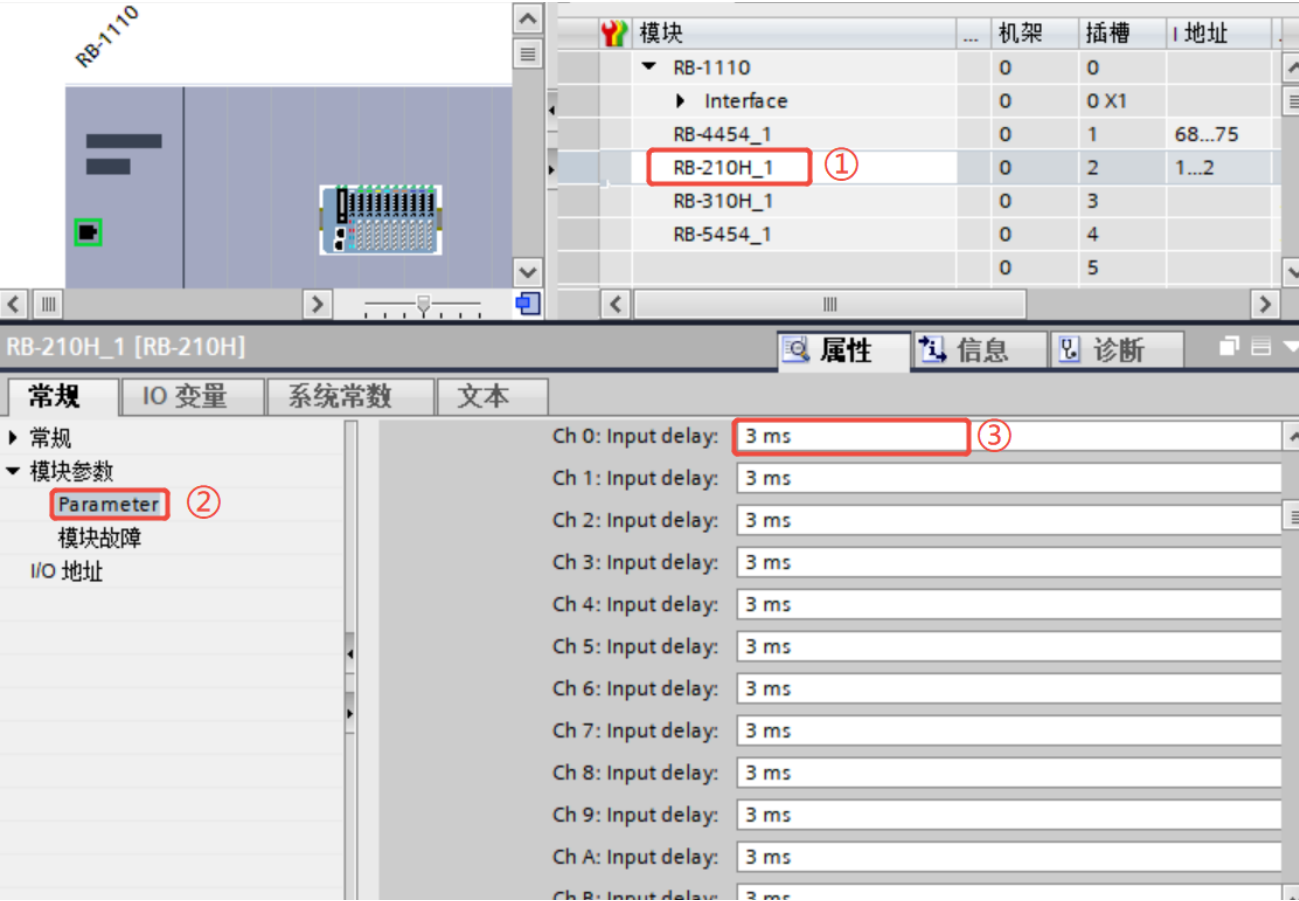 RB-1110
模块 ... 机架 插槽 I 地址
RB-1110 0 0
Interface 0 0 X1
RB-4454_1 0 1 68...75
RB-210H_1 ① 0 2 1...2
RB-310H_1 0 3
RB-5454_1 0 4
0 5
RB-210H_1 [RB-210H] 属性 信息 诊断
常规 IO 变量 系统常数 文本
常规
模块参数
Parameter ②
模块故障
I/O 地址
Ch 0: Input delay: 3 ms ③
Ch 1: Input delay: 3 ms
Ch 2: Input delay: 3 ms
Ch 3: Input delay: 3 ms
Ch 4: Input delay: 3 ms
Ch 5: Input delay: 3 ms
Ch 6: Input delay: 3 ms
Ch 7: Input delay: 3 ms
Ch 8: Input delay: 3 ms
Ch 9: Input delay: 3 ms
Ch A: Input delay: 3 ms
Ch B: Input delay: 3 ms